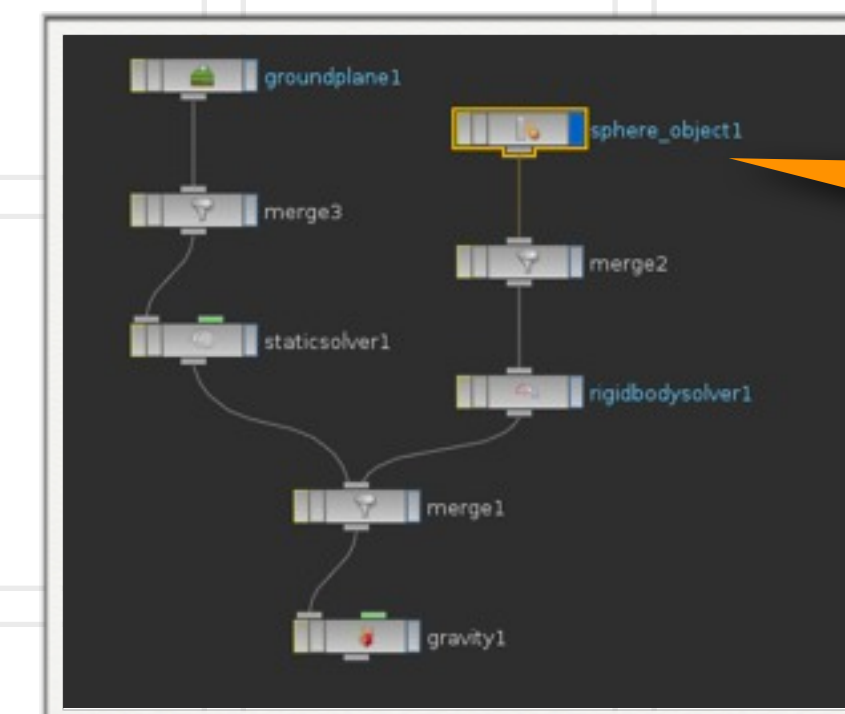 groundplane1
sphere_object1
merge3
merge2
staticsolver1
rigidbodysolver1
merge1
gravity1